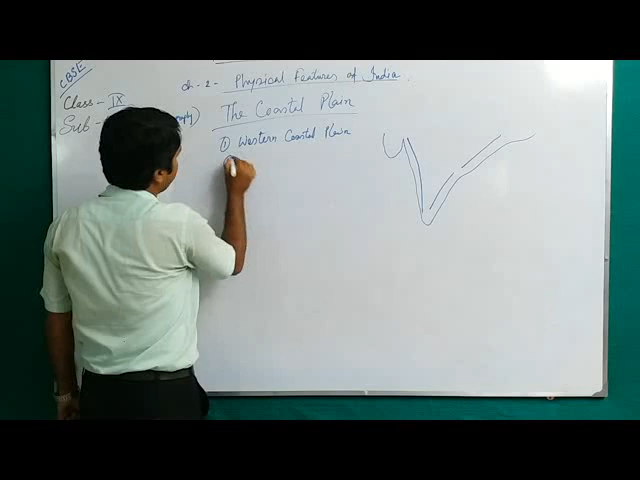 CBSE
ch - 2 - Physical Features of India.
Class - IX
Sub -
The Coastal Plain
① Western Coastal Plain